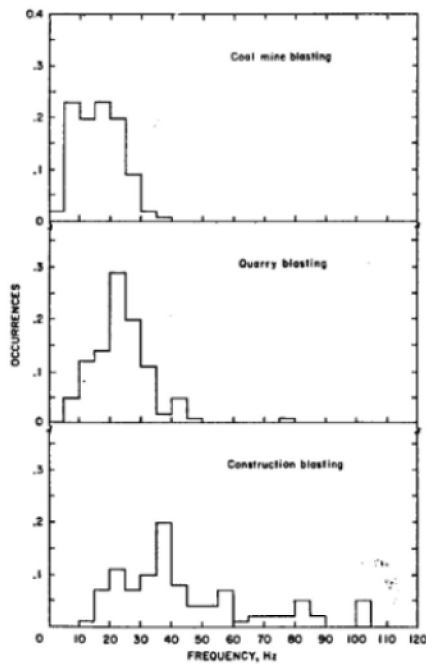 0.4
Coal mine blasting
.3
.2
.1
0
Quarry blasting
.3
OCCURRENCES
.2
.1
0
Construction blasting
.3
.2
.1
0 10 20 30 40 50 60 70 80 90 100 110 120
FREQUENCY, Hz